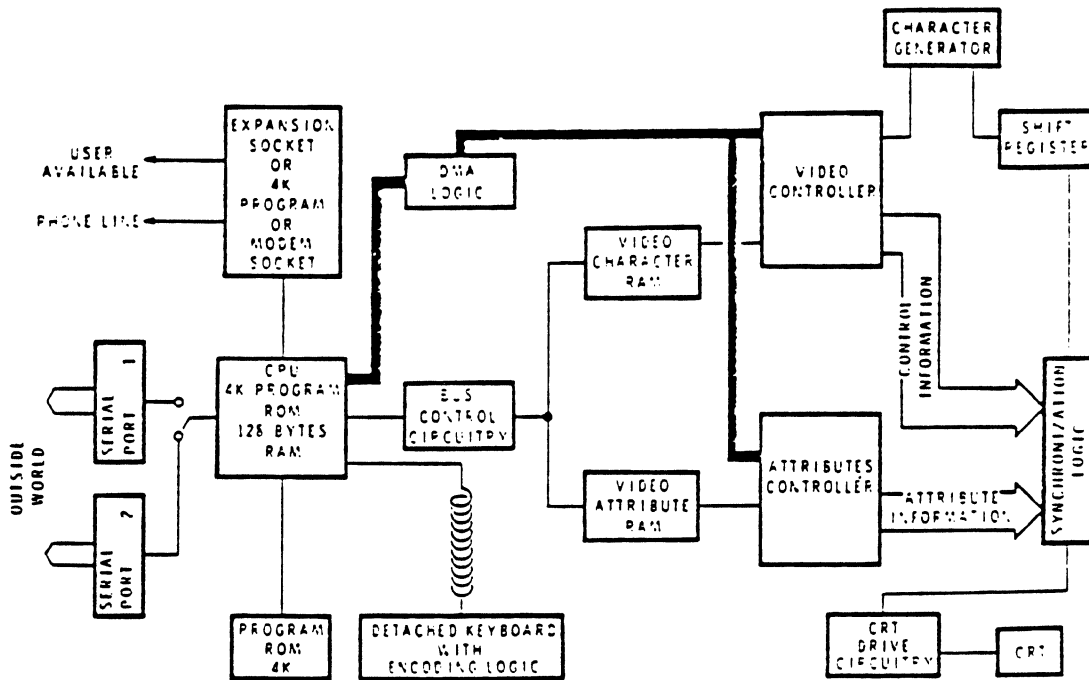 CHARACTER
GENERATOR
EXPANSION
SOCKET
OR
4K
PROGRAM
OR
MODEM
SOCKET
USER
AVAILABLE
PHONE LINE
DMA
LOGIC
VIDEO
CONTROLLER
SHIFT
REGISTER
VIDEO
CHARACTER
RAM
CONTROL
INFORMATION
SERIAL
PORT
1
CPU
4K PROGRAM
ROM
128 BYTES
RAM
BUS
CONTROL
CIRCUITRY
OUTSIDE
WORLD
SERIAL
PORT
2
VIDEO
ATTRIBUTE
RAM
ATTRIBUTES
CONTROLLER
ATTRIBUTE
INFORMATION
SYNCHRONIZATION
LOGIC
PROGRAM
ROM
4K
DETACHED KEYBOARD
WITH
ENCODING LOGIC
CRT
DRIVE
CIRCUITRY
CRT